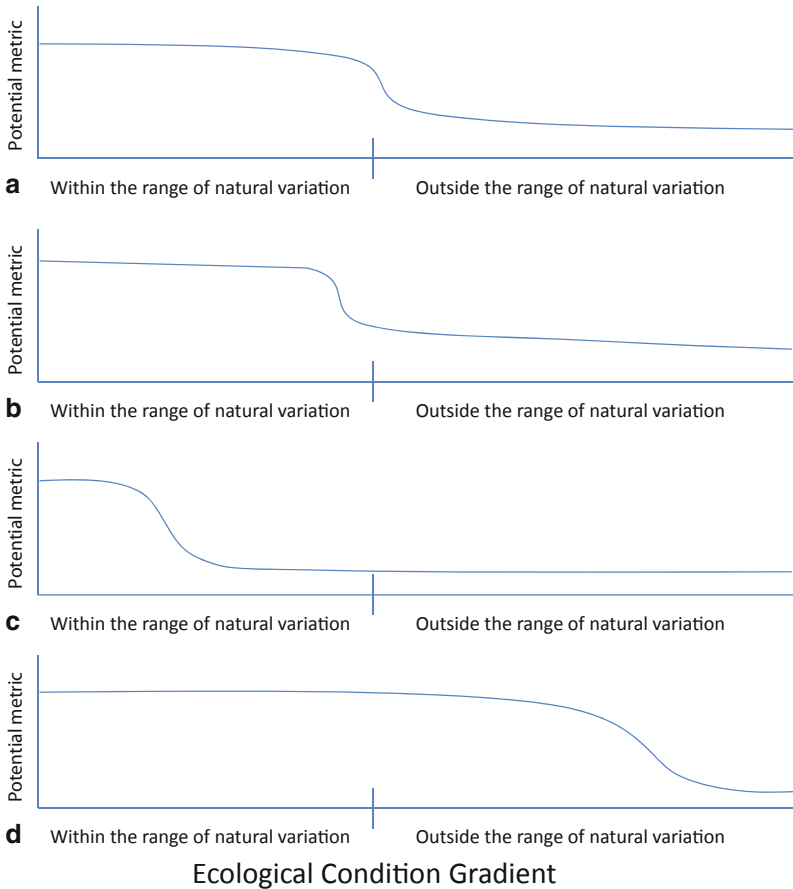 Potential metric
a Within the range of natural variation Outside the range of natural variation
Potential metric
b Within the range of natural variation Outside the range of natural variation
Potential metric
c Within the range of natural variation Outside the range of natural variation
Potential metric
d Within the range of natural variation Outside the range of natural variation
Ecological Condition Gradient